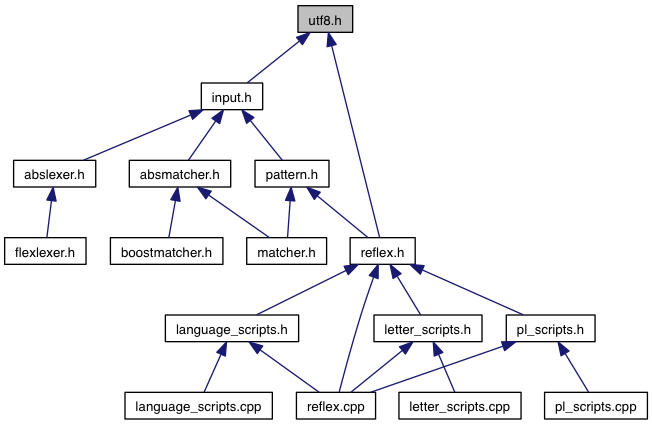 utf8.h
input.h
abslexer.h
absmatcher.h
pattern.h
flexlexer.h
boostmatcher.h
matcher.h
reflex.h
language_scripts.h
letter_scripts.h
pl_scripts.h
language_scripts.cpp
reflex.cpp
letter_scripts.cpp
pl_scripts.cpp